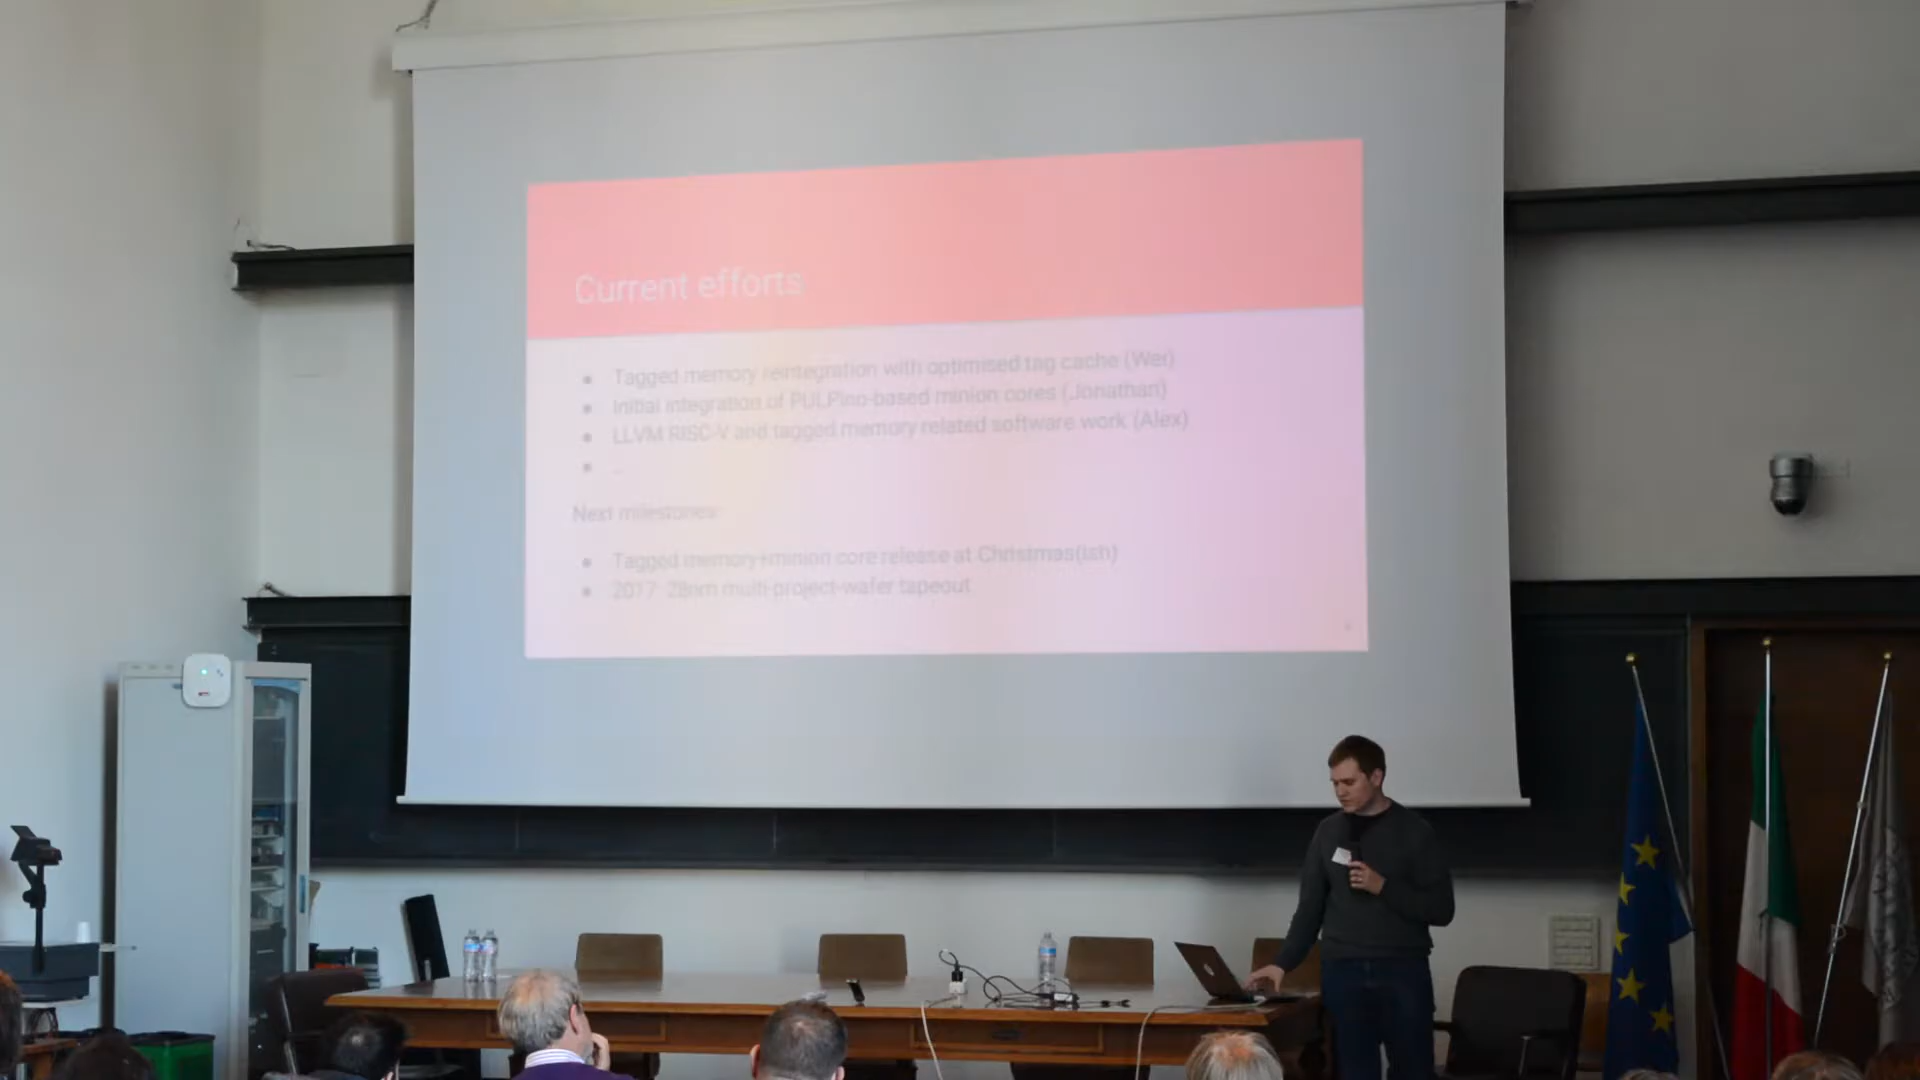 Current efforts
● Tagged memory reintegration with optimised tag cache (Wei)
● Initial integration of PULPino-based minion cores (Jonathan)
● LLVM RISC-V and tagged memory related software work (Alex)
● ...
Next milestones:
● Tagged memory+minion core release at Christmas(ish)
● 2017: 28nm multi-project-wafer tapeout